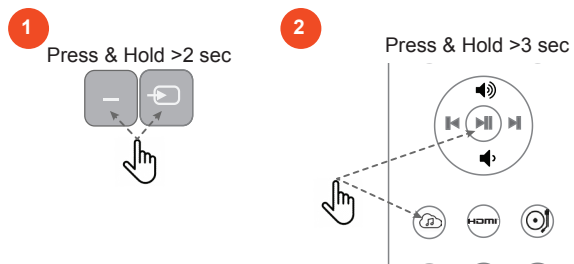 1
Press & Hold >2 sec
2
Press & Hold >3 sec
HDMI